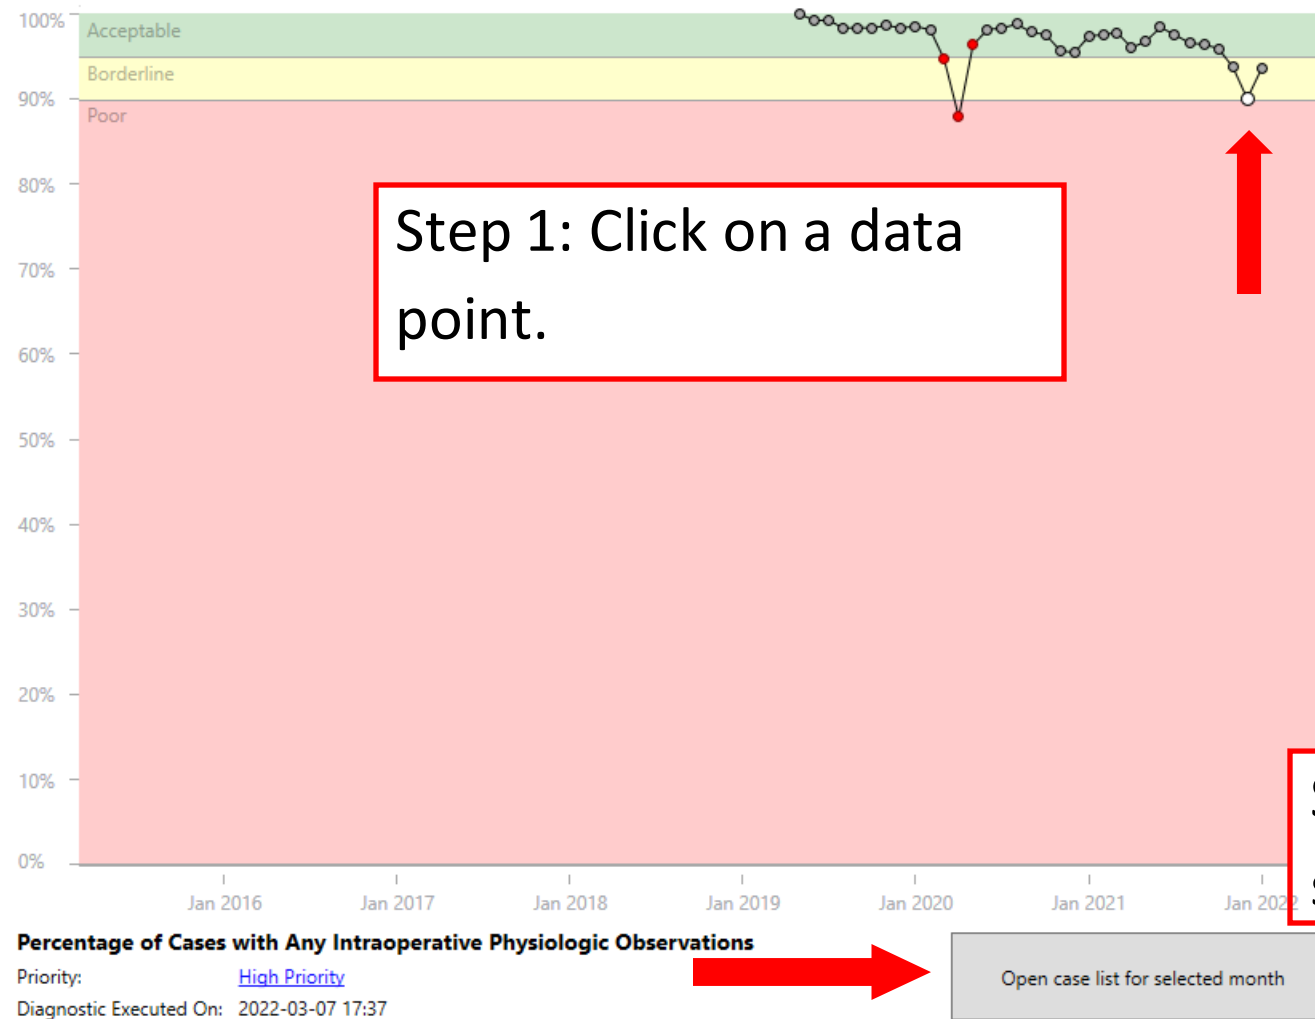 100%
Acceptable
Borderline
90%
Poor
80%
Step 1: Click on a data
point.
70%
60%
50%
40%
30%
20%
10%
0%
Jan 2016 Jan 2017 Jan 2018 Jan 2019 Jan 2020 Jan 2021 Jan 2022
Percentage of Cases with Any Intraoperative Physiologic Observations
Priority: High Priority
Open case list for selected month
Diagnostic Executed On: 2022-03-07 17:37